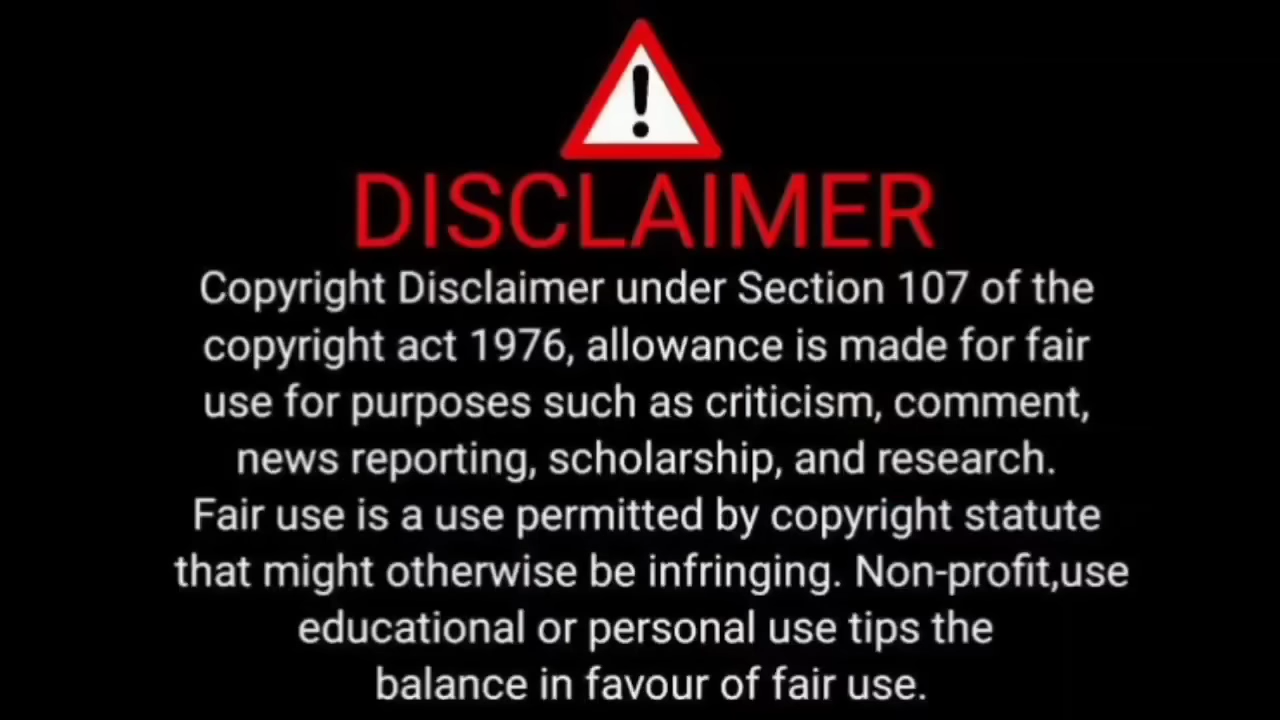 DISCLAIMER
Copyright Disclaimer under Section 107 of the
copyright act 1976, allowance is made for fair
use for purposes such as criticism, comment,
news reporting, scholarship, and research.
Fair use is a use permitted by copyright statute
that might otherwise be infringing. Non-profit,use
educational or personal use tips the
balance in favour of fair use.